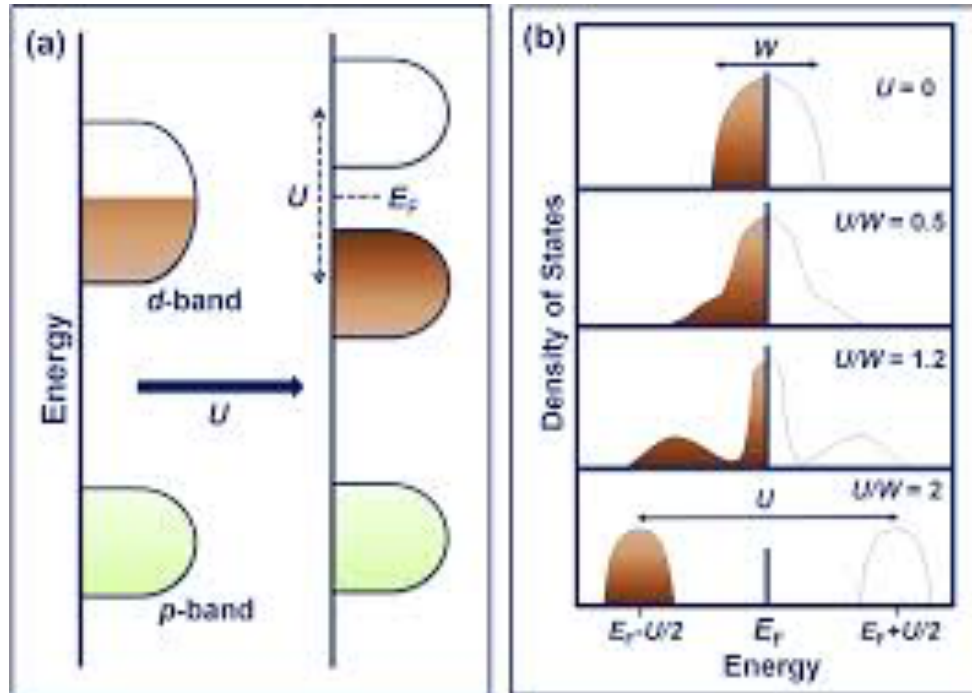 (a)
Energy
d-band
U
p-band
U
E_F
(b)
Density of States
W
U = 0
U/W = 0.5
U/W = 1.2
U/W = 2
U
E_F-U/2
E_F
E_F+U/2
Energy